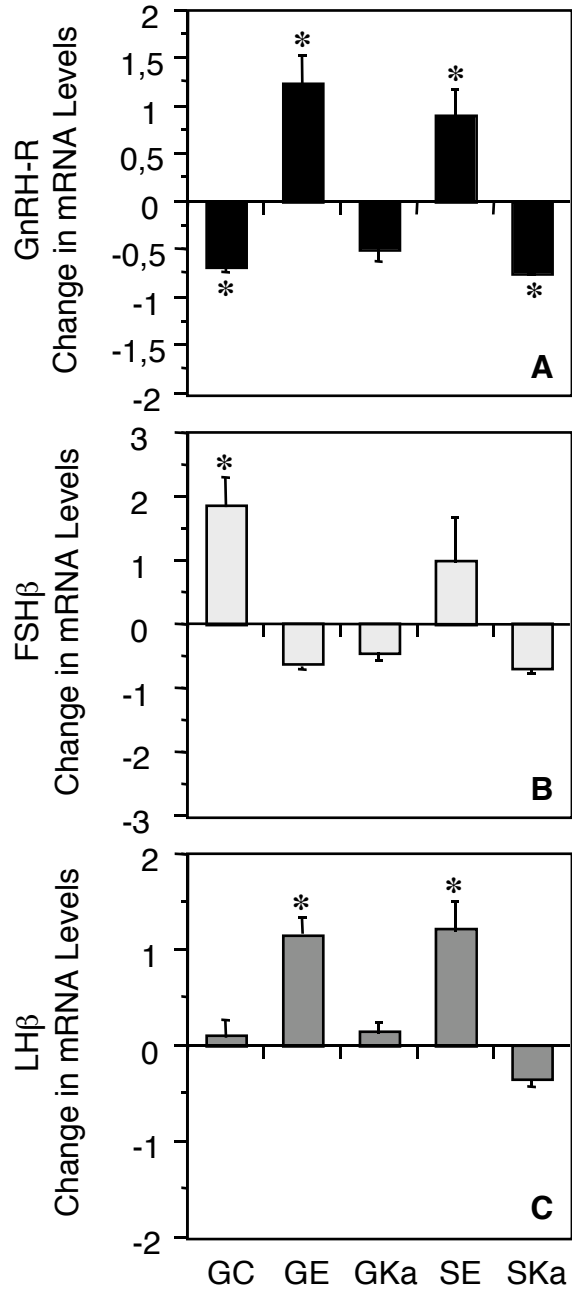 GnRH-R
Change in mRNA Levels
2
1,5
1
0,5
0
-0,5
-1
-1,5
-2
*
*
*
*
A
FSHβ
Change in mRNA Levels
3
2
1
0
-1
-2
-3
*
B
LHβ
Change in mRNA Levels
2
1
0
-1
-2
*
*
C
GC GE GKa SE SKa